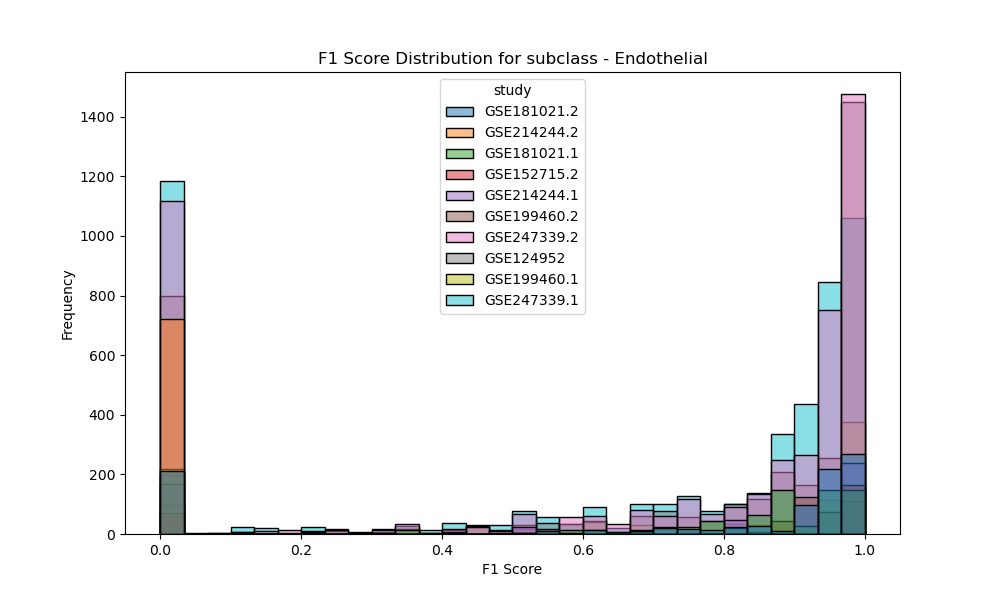 F1 Score Distribution for subclass - Endothelial
study
GSE181021.2
GSE214244.2
GSE181021.1
GSE152715.2
GSE214244.1
GSE199460.2
GSE247339.2
GSE124952
GSE199460.1
GSE247339.1
Frequency
1400
1200
1000
800
600
400
200
0
0.0 0.2 0.4 0.6 0.8 1.0
F1 Score